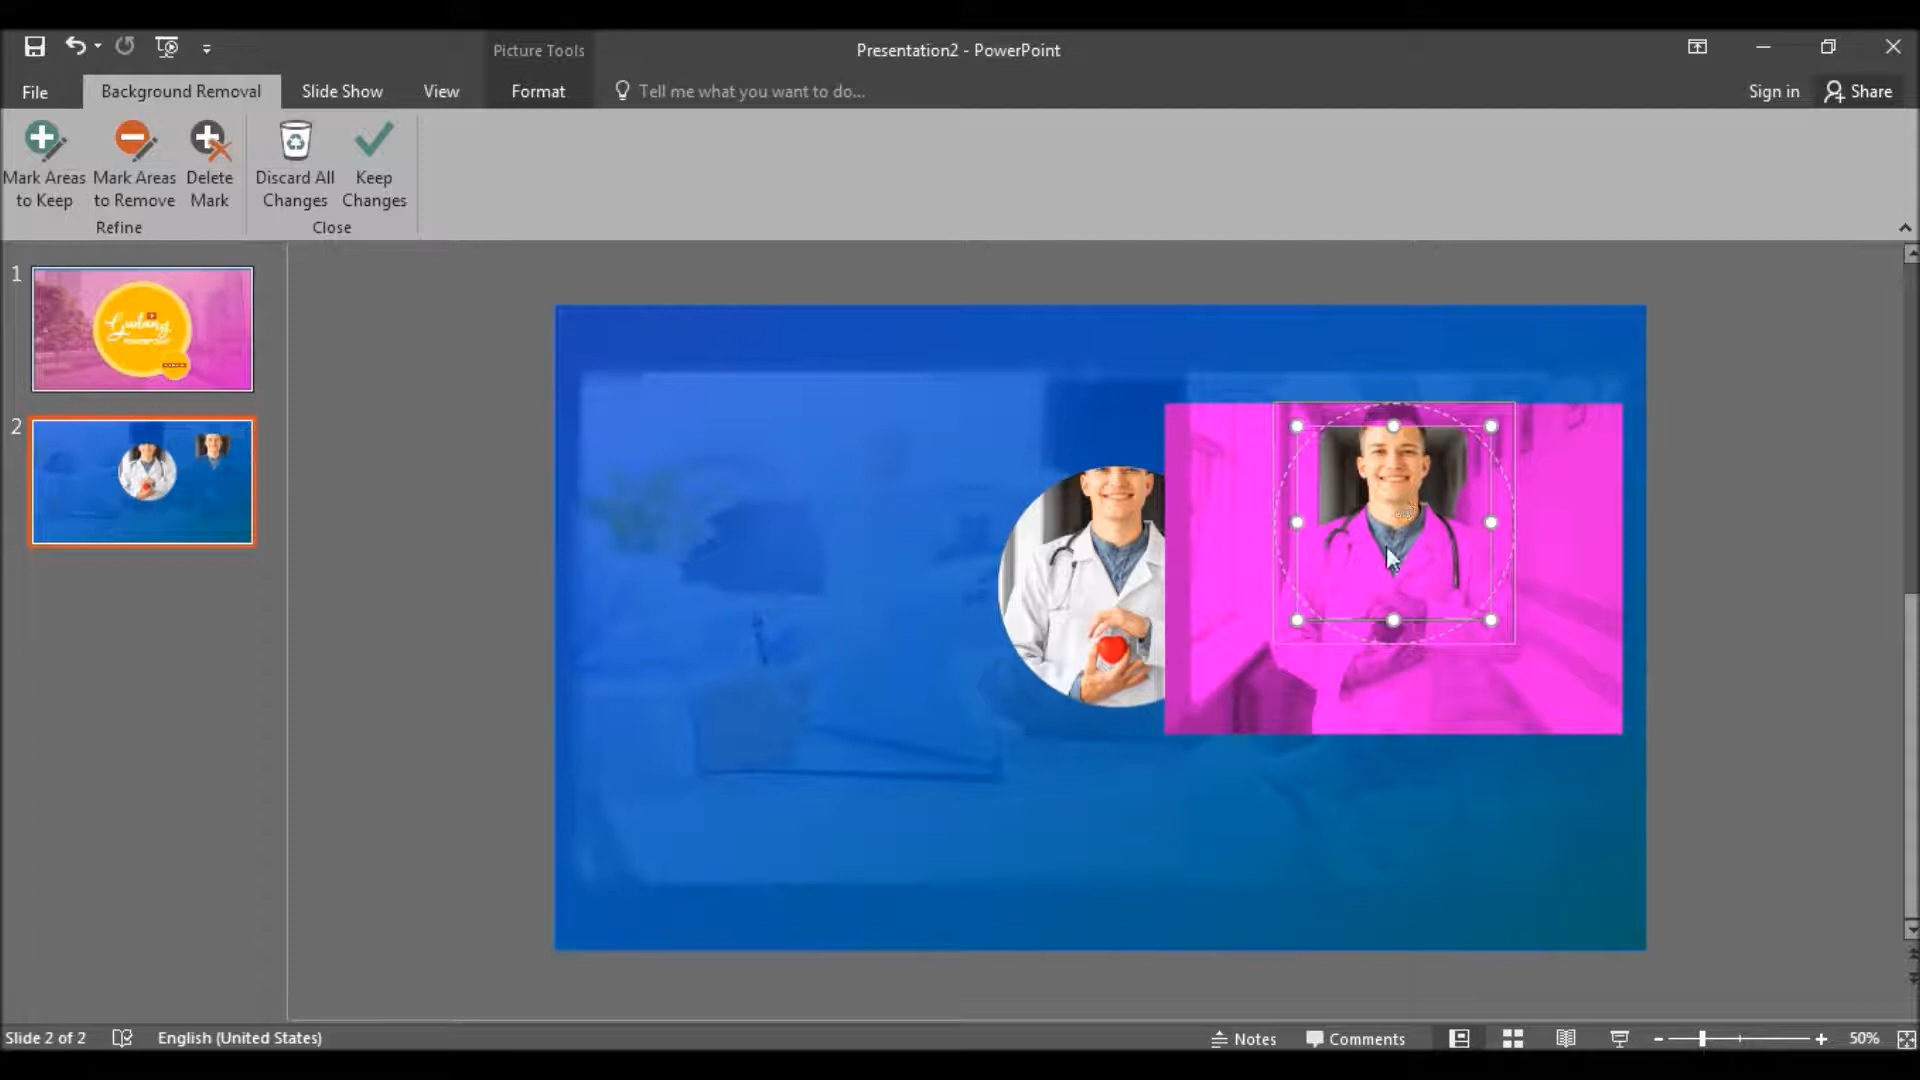 Picture Tools
Presentation2 - PowerPoint
File
Background Removal
Slide Show
View
Format
Tell me what you want to do...
Sign in
Share
Mark Areas to Keep
Mark Areas to Remove
Delete Mark
Discard All Changes
Keep Changes
Refine
Close
1
Gudang
POWERPOINT
2
Slide 2 of 2
English (United States)
Notes
Comments
50%